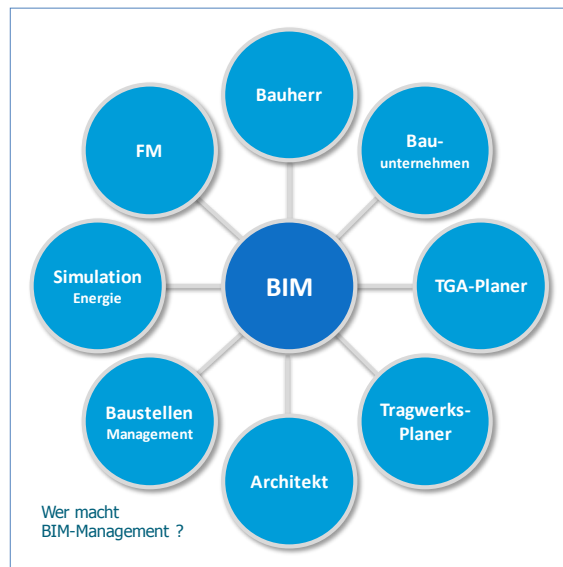 Bauherr
FM
Bau-
unternehmen
Simulation
Energie
BIM
TGA-Planer
Baustellen
Management
Tragwerks-
Planer
Architekt
Wer macht
BIM-Management ?